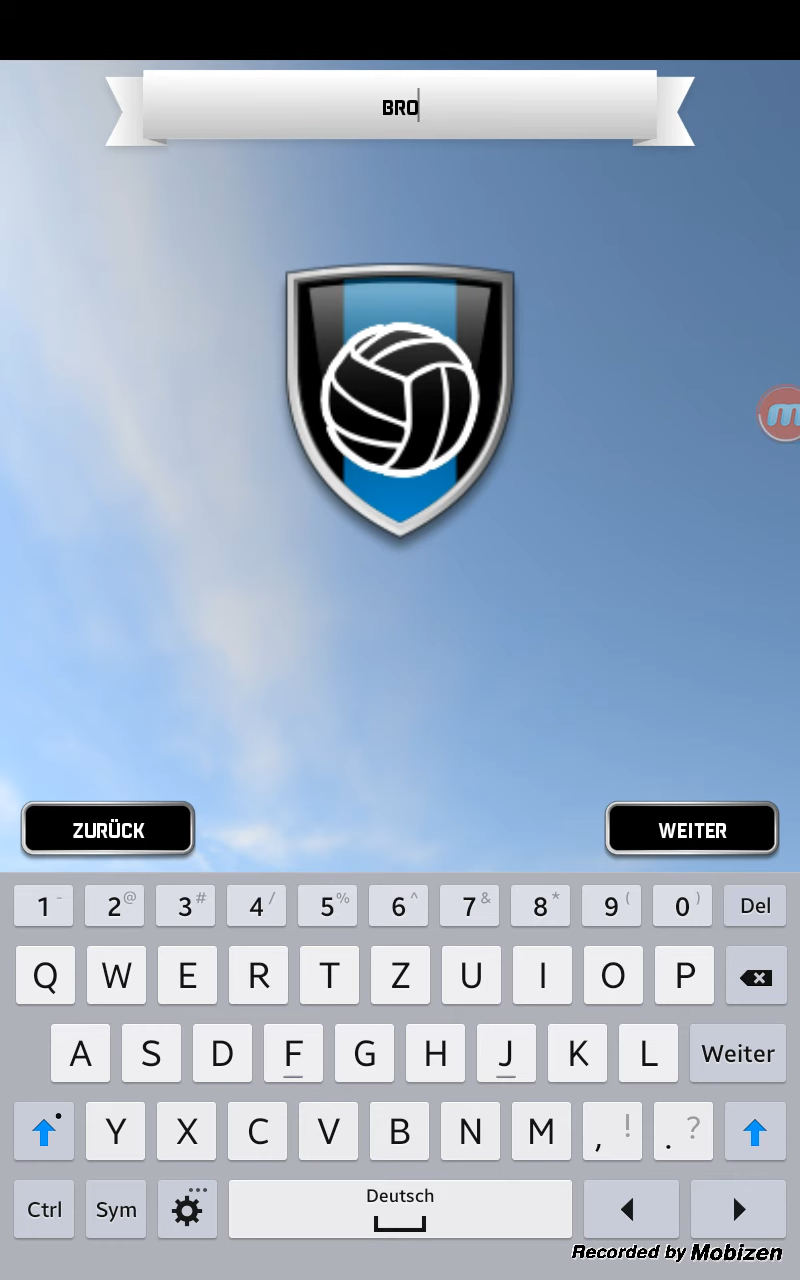 BRO
m
ZURÜCK
WEITER
1 - 2 @ 3 # 4 / 5 % 6 ^ 7 & 8 * 9 ( 0 ) Del
Q W E R T Z U I O P
A S D F G H J K L Weiter
Y X C V B N M , ! . ?
Ctrl Sym Deutsch
Recorded by Mobizen